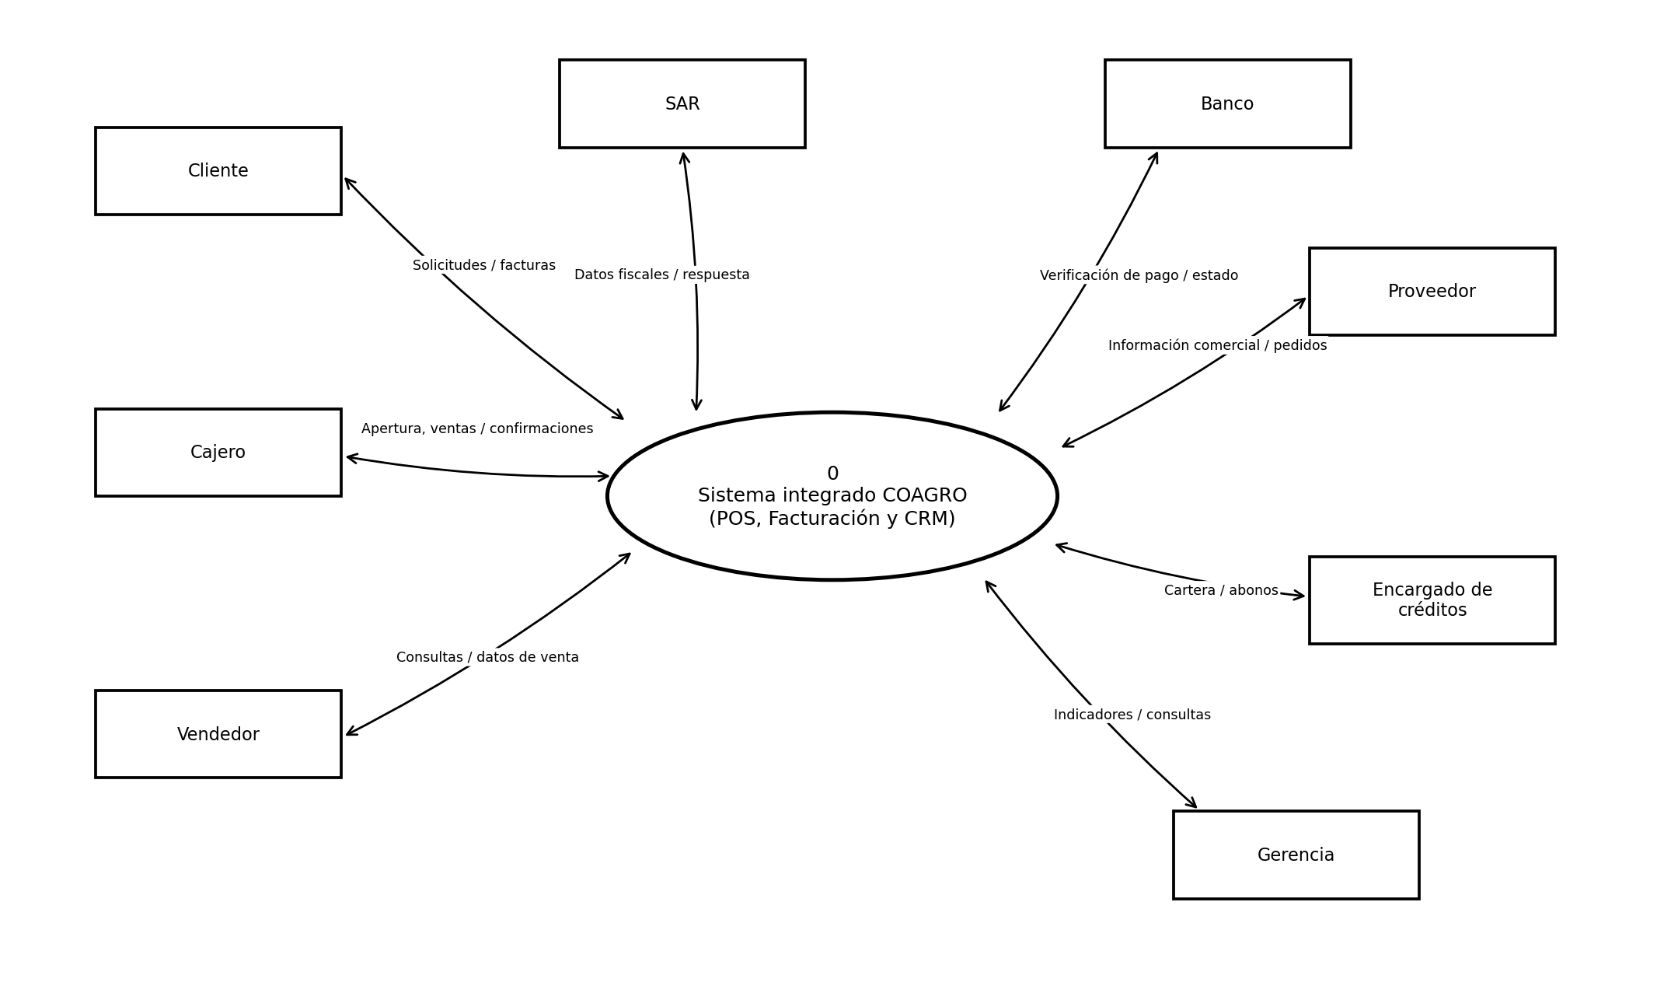 SAR
Banco
Cliente
Solicitudes / facturas
Datos fiscales / respuesta
Verificación de pago / estado
Proveedor
Información comercial / pedidos
Cajero
Apertura, ventas / confirmaciones
0
Sistema integrado COAGRO
(POS, Facturación y CRM)
Cartera / abonos
Encargado de
créditos
Consultas / datos de venta
Vendedor
Indicadores / consultas
Gerencia